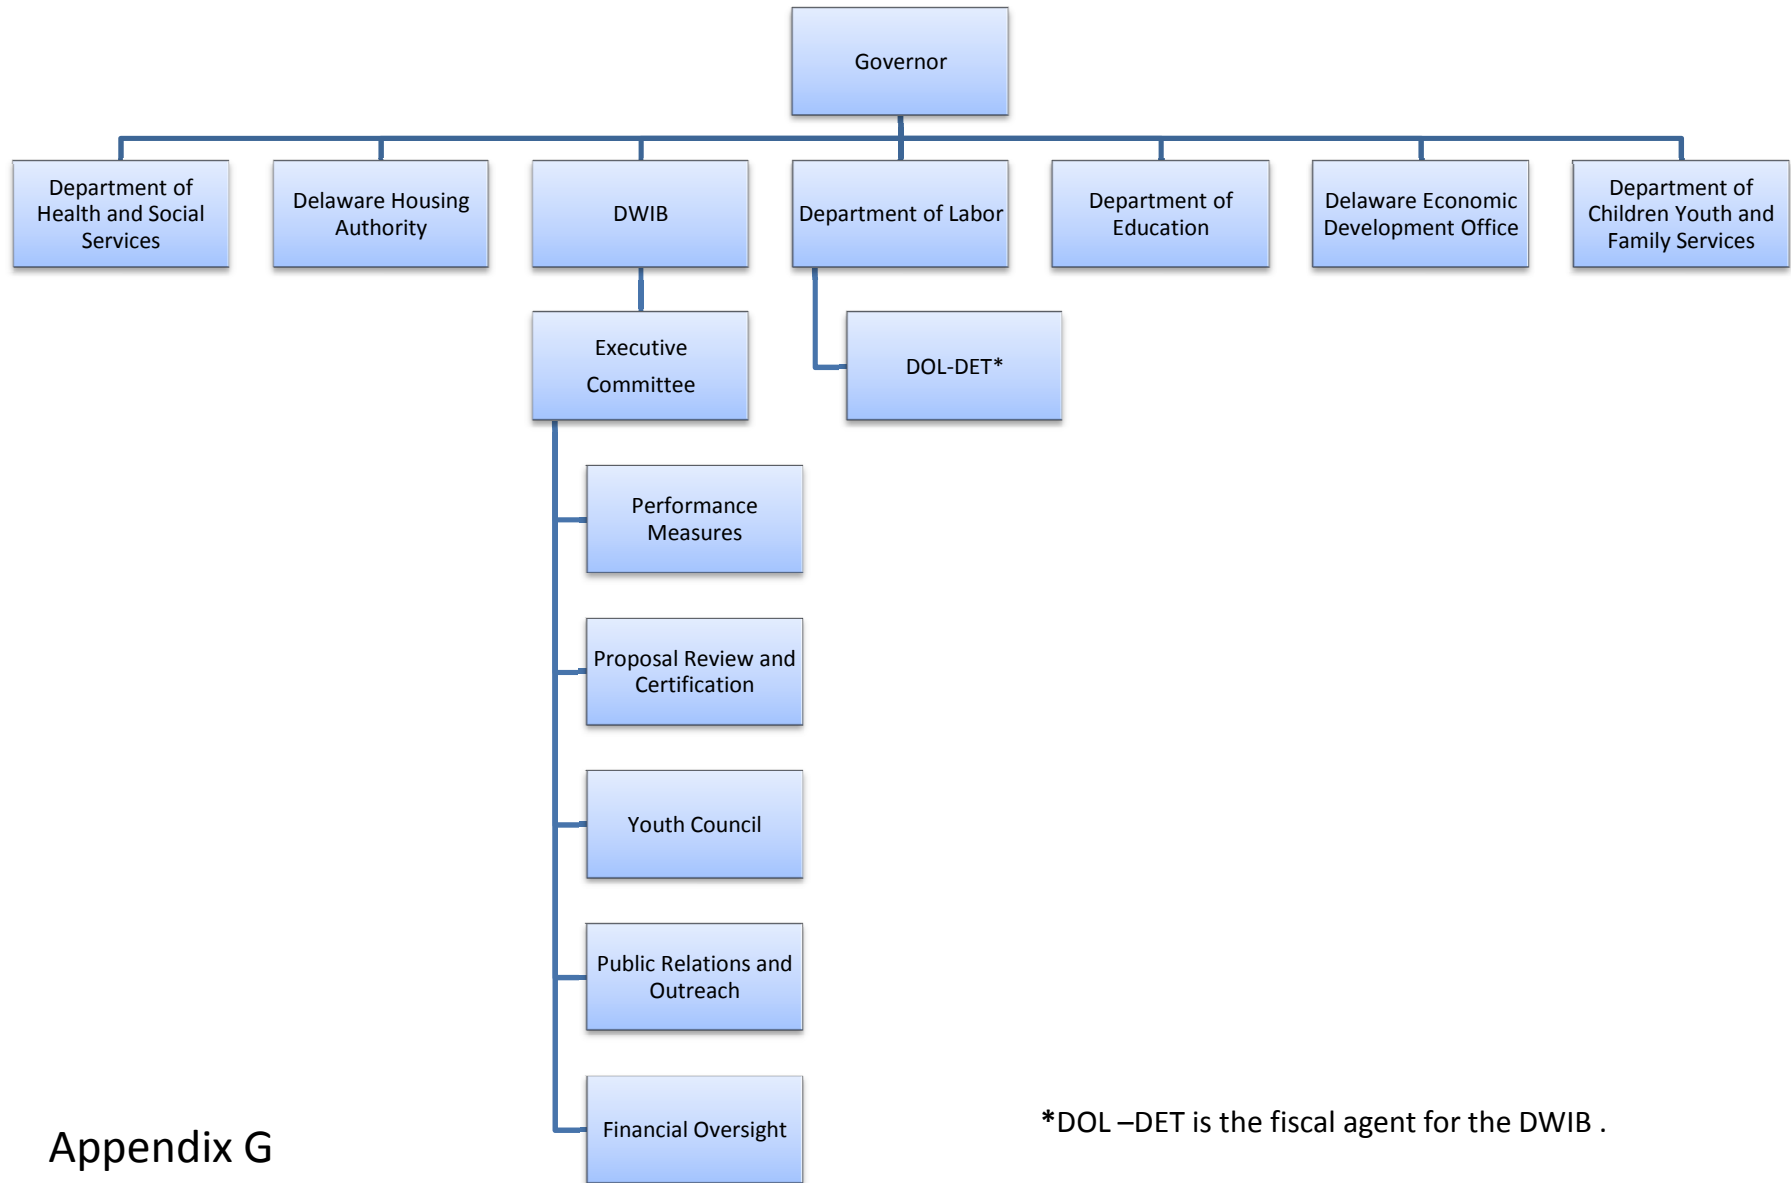 Governor
Department of
Health and Social
Services
Delaware Housing
Authority
DWIB
Department of Labor
Department of
Education
Delaware Economic
Development Office
Department of
Children Youth and
Family Services
Executive
Committee
DOL-DET*
Performance
Measures
Proposal Review and
Certification
Youth Council
Public Relations and
Outreach
Financial Oversight
*DOL –DET is the fiscal agent for the DWIB .
Appendix G